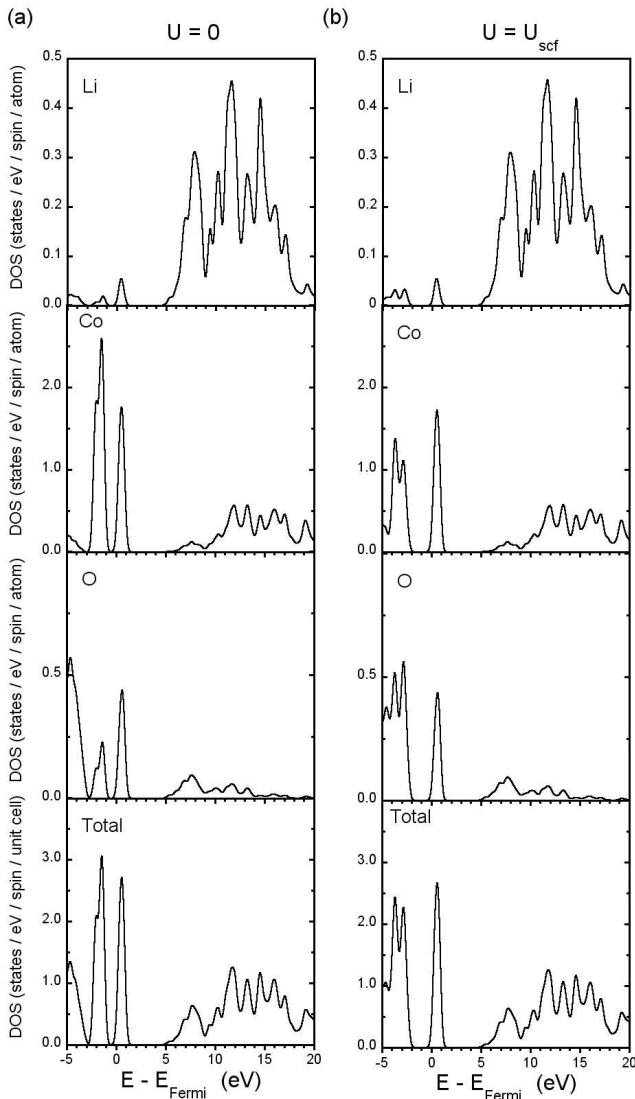 (a)
U = 0
(b)
U = U_scf
DOS (states / eV / spin / atom)
0.5
0.4
0.3
0.2
0.1
0.0
Li
0.5
0.4
0.3
0.2
0.1
0.0
Li
DOS (states / eV / spin / atom)
2.0
1.0
0.0
Co
2.0
1.0
0.0
Co
DOS (states / eV / spin / atom)
0.5
0.0
O
0.5
0.0
O
DOS (states / eV / spin / unit cell)
3.0
2.0
1.0
0.0
Total
3.0
2.0
1.0
0.0
Total
-5 0 5 10 15 20
-5 0 5 10 15 20
E - E_Fermi (eV)
E - E_Fermi (eV)